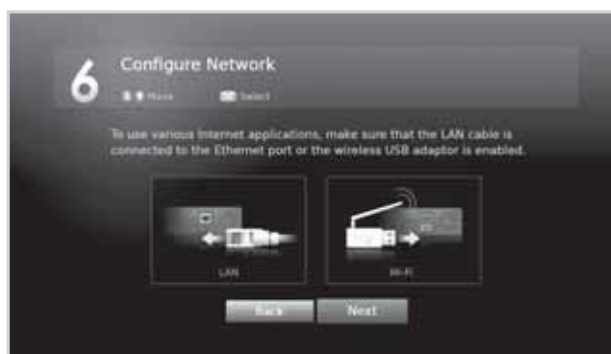 6
Configure Network
Move
Select
To use various Internet applications, make sure that the LAN cable is
connected to the Ethernet port or the wireless USB adaptor is enabled.
LAN
Wi-Fi
Back
Next